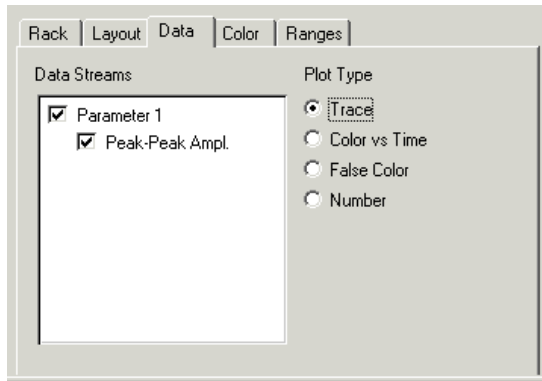 Rack Layout Data Color Ranges
Data Streams
Parameter 1
Peak-Peak Ampl.
Plot Type
Trace
Color vs Time
False Color
Number